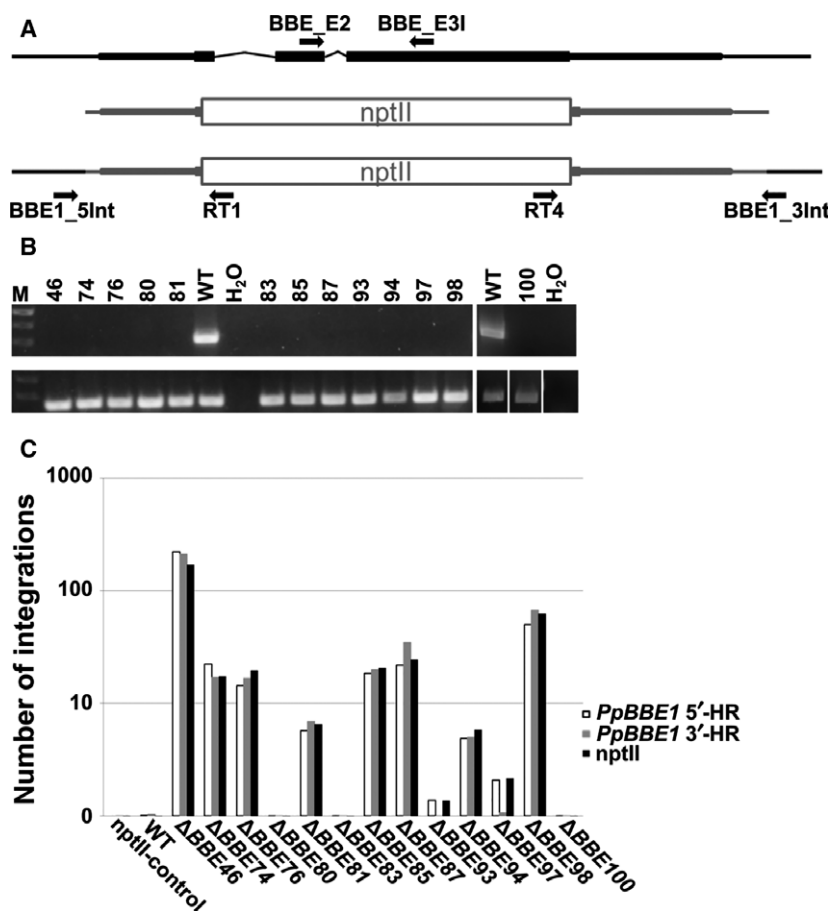 A
BBE_E2
BBE_E3I
nptII
nptII
BBE1_5Int
RT1
RT4
BBE1_3Int
B
M 46 74 76 80 81 WT H₂O 83 85 87 93 94 97 98 WT 100 H₂O
C
Number of integrations
1000
100
10
0
PpBBE1 5′-HR
PpBBE1 3′-HR
nptII
nptII-control
WT
ΔBBE46
ΔBBE74
ΔBBE76
ΔBBE80
ΔBBE81
ΔBBE83
ΔBBE85
ΔBBE87
ΔBBE93
ΔBBE94
ΔBBE97
ΔBBE98
ΔBBE100